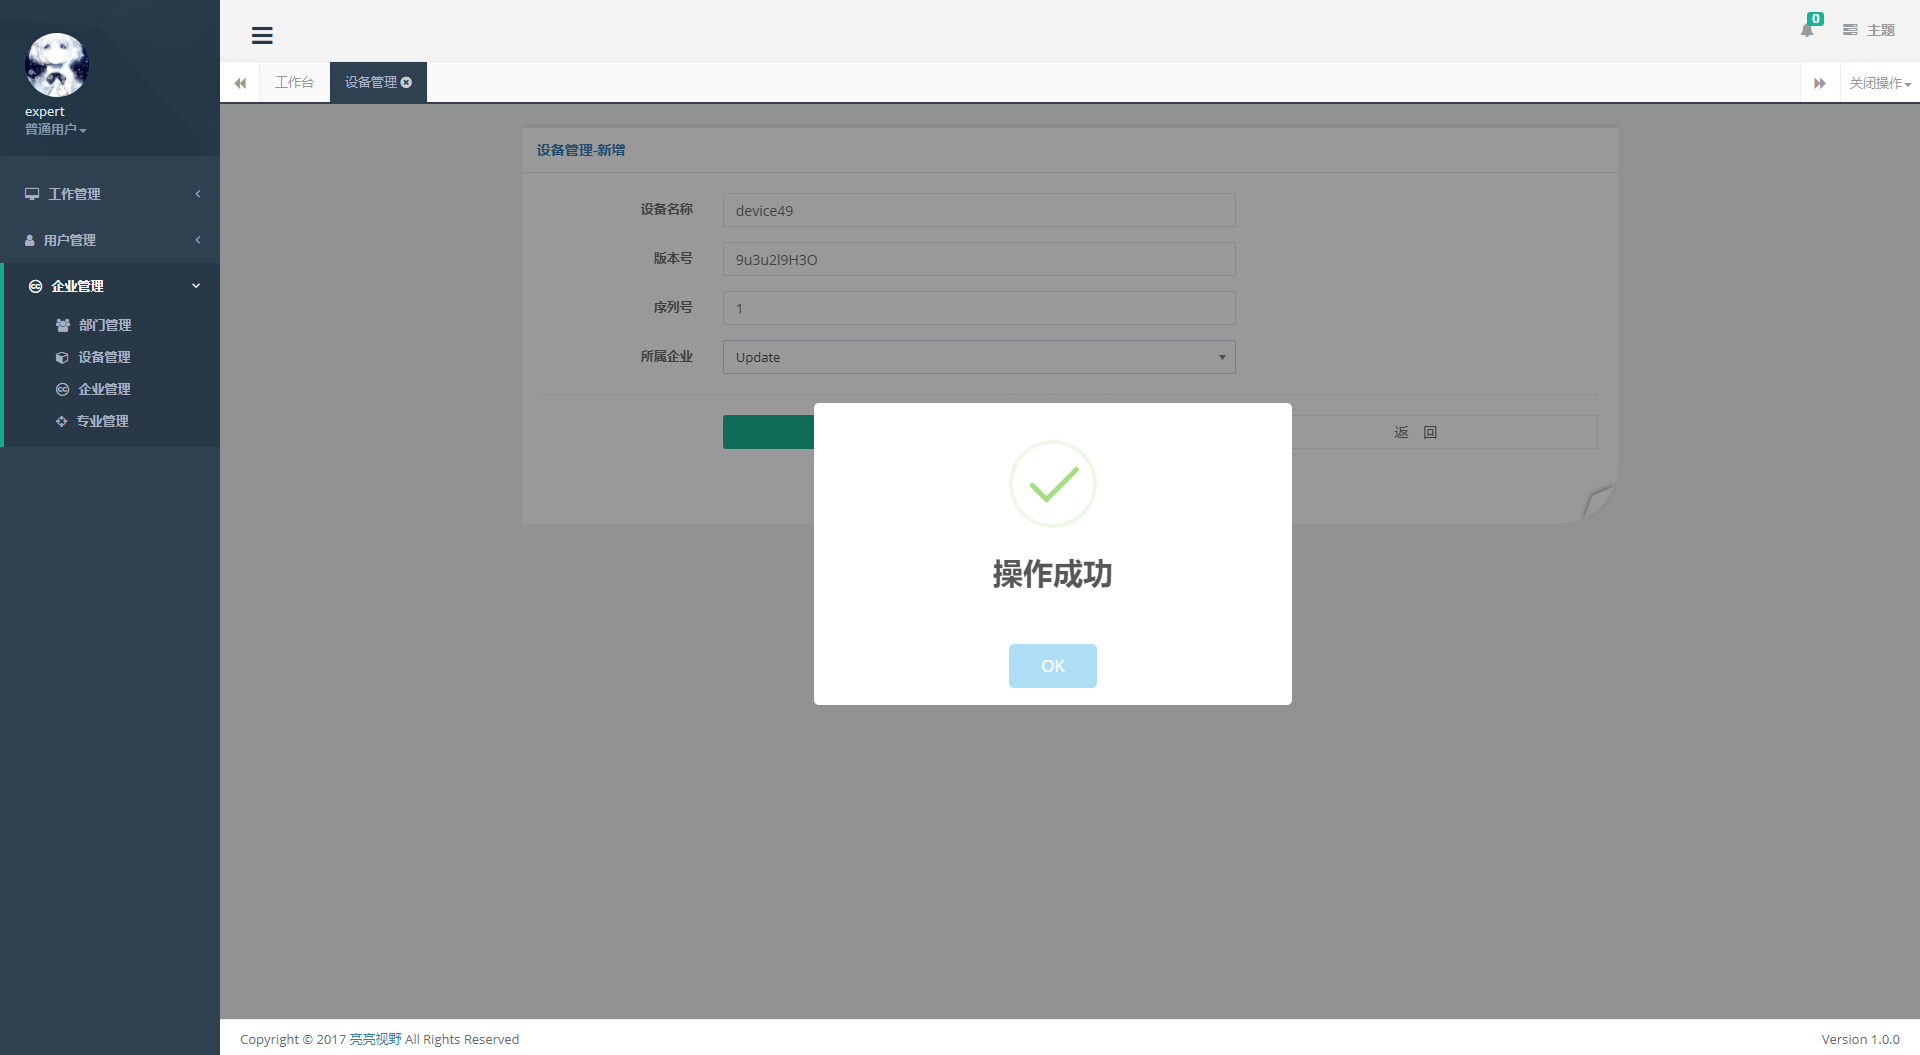 expert
普通用户
工作管理
用户管理
企业管理
部门管理
设备管理
企业管理
专业管理
0
主题
工作台
设备管理
关闭操作
设备管理-新增
设备名称 device49
版本号 9u3u2l9H3O
序列号 1
所属企业 Update
返 回
操作成功
OK
Copyright © 2017 亮亮视野 All Rights Reserved
Version 1.0.0